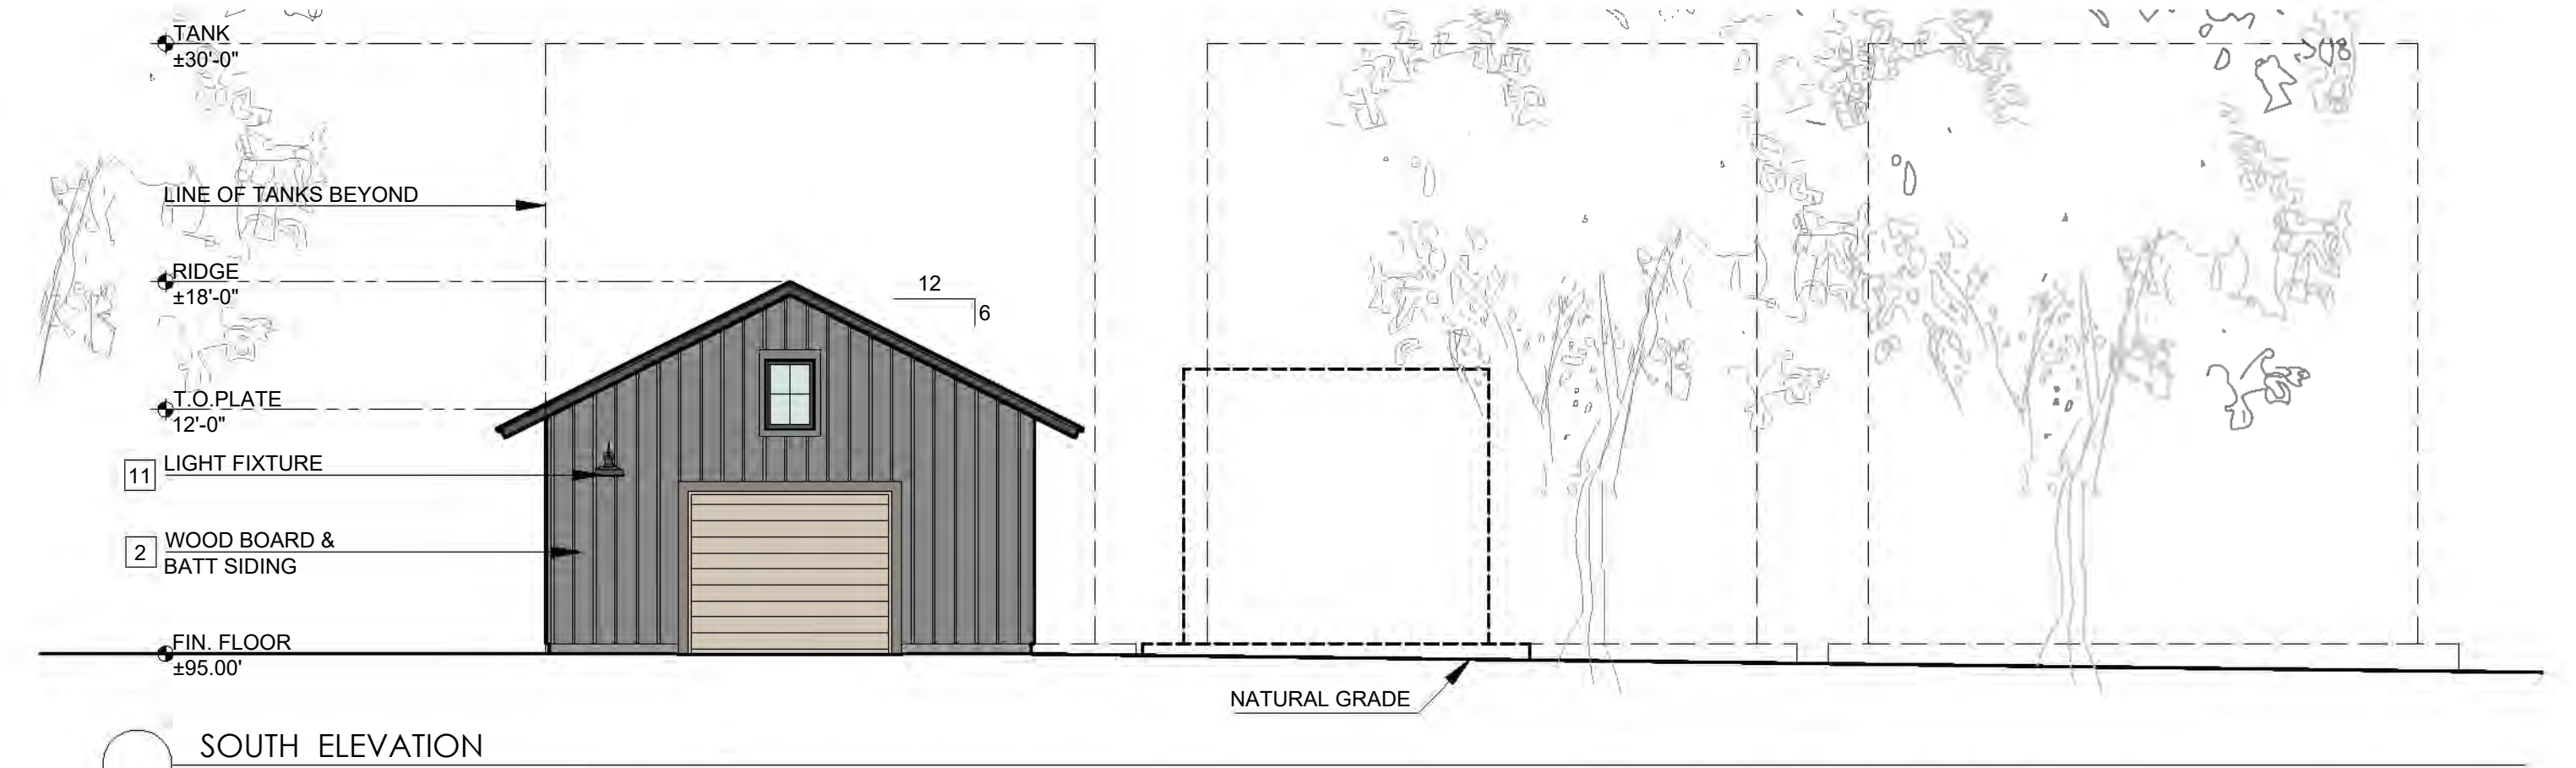 TANK
±30'-0"
LINE OF TANKS BEYOND
RIDGE
±18'-0"
12
6
T.O.PLATE
12'-0"
11 LIGHT FIXTURE
2 WOOD BOARD &
BATT SIDING
FIN. FLOOR
±95.00'
NATURAL GRADE
SOUTH ELEVATION